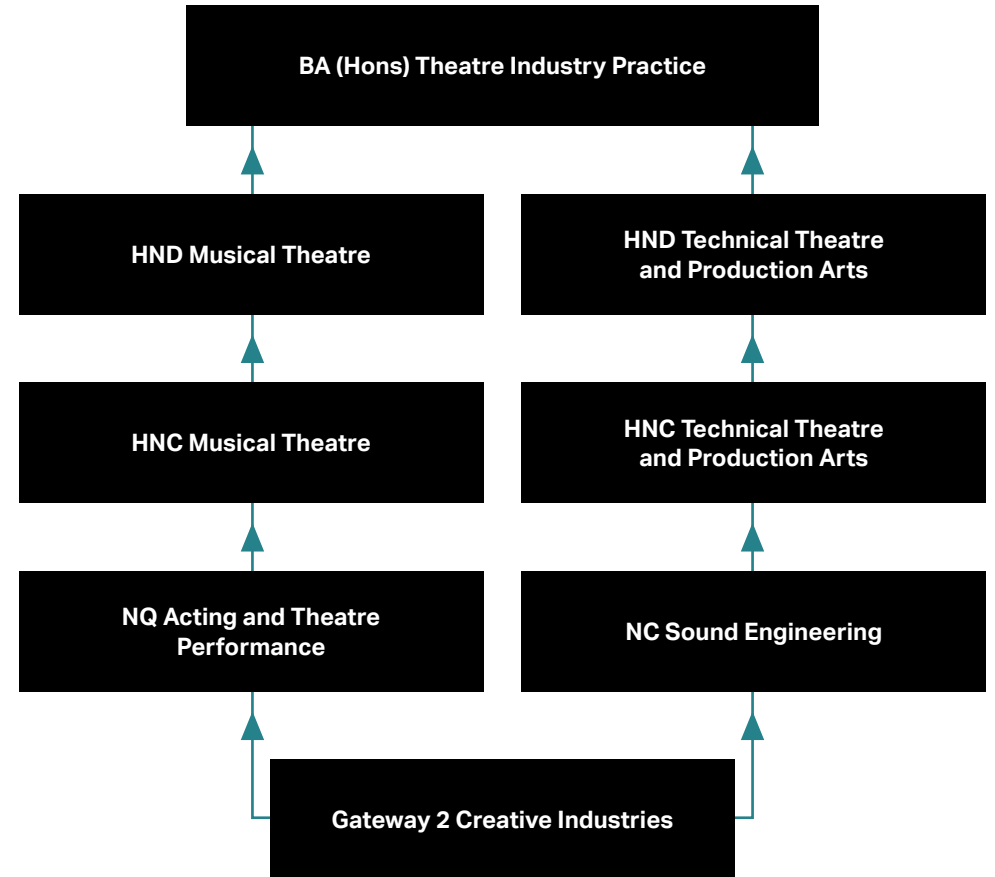 BA (Hons) Theatre Industry Practice
HND Musical Theatre
HND Technical Theatre
and Production Arts
HNC Musical Theatre
HNC Technical Theatre
and Production Arts
NQ Acting and Theatre
Performance
NC Sound Engineering
Gateway 2 Creative Industries